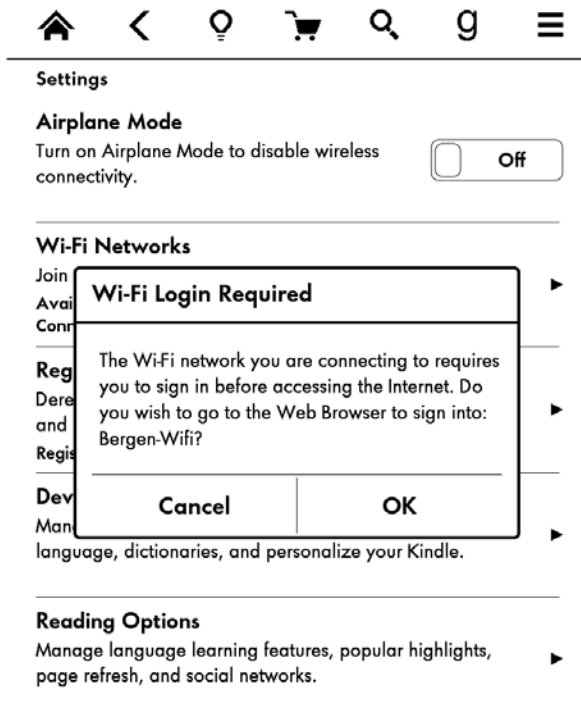 g
Settings
Airplane Mode
Turn on Airplane Mode to disable wireless
connectivity.
Off
Wi-Fi Networks
Join
Avai
Conn
Wi-Fi Login Required
The Wi-Fi network you are connecting to requires
you to sign in before accessing the Internet. Do
you wish to go to the Web Browser to sign into:
Bergen-Wifi?
Cancel OK
Reg
Dere
and
Regis
Dev
Man
language, dictionaries, and personalize your Kindle.
Reading Options
Manage language learning features, popular highlights,
page refresh, and social networks.